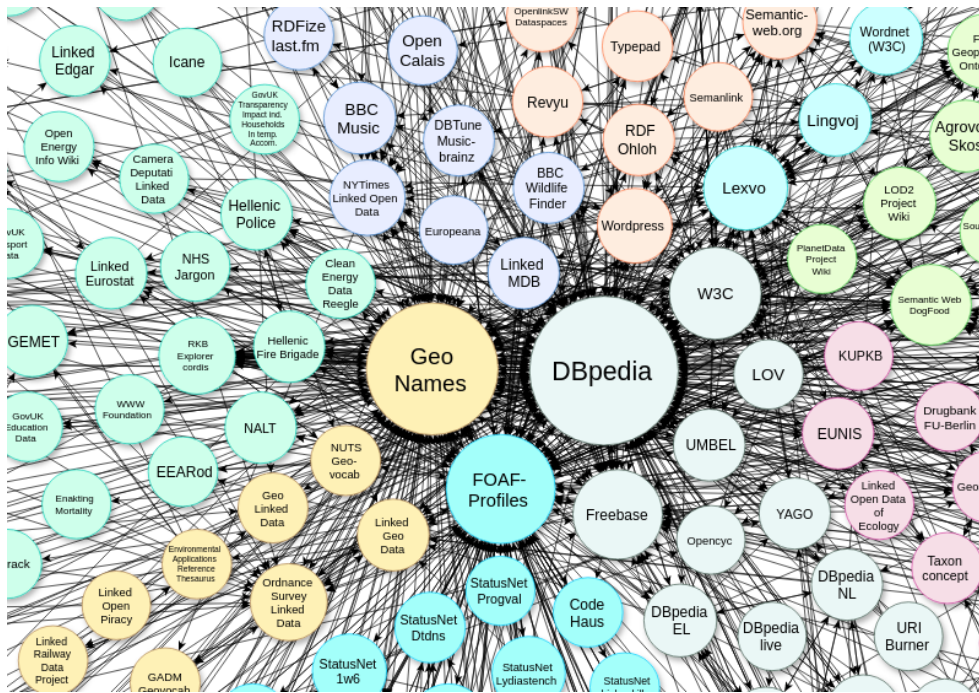 OpenlinkSW
Dataspaces
Semantic-
web.org
RDFize
last.fm
Open
Calais
Typepad
Wordnet
(W3C)
Linked
Edgar
Icane
GovUK
Transparency
Impact ind.
Households
In temp.
Accom.
BBC
Music
DBTune
Music-
brainz
Revyu
Semanlink
RDF
Ohloh
Lingvoj
Agrovoc
Skos
Open
Energy
Info Wiki
Camera
Deputati
Linked
Data
Hellenic
Police
NYTimes
Linked Open
Data
BBC
Wildlife
Finder
Lexvo
LOD2
Project
Wiki
Europeana
Wordpress
PlanetData
Project
Wiki
Linked
Eurostat
NHS
Jargon
Clean
Energy
Data
Reegle
Linked
MDB
W3C
Semantic Web
DogFood
GEMET
RKB
Explorer
cordis
Hellenic
Fire Brigade
Geo
Names
DBpedia
LOV
KUPKB
GovUK
Education
Data
WWW
Foundation
NALT
NUTS
Geo-
vocab
UMBEL
EUNIS
Drugbank
FU-Berlin
EEARod
FOAF-
Profiles
Enakting
Mortality
Geo
Linked
Data
Linked
Geo
Data
Freebase
Opencyc
YAGO
Linked
Open Data
of
Ecology
Geo
rack
Environmental
Applications
Reference
Thesaurus
Taxon
concept
Linked
Open
Piracy
Ordnance
Survey
Linked
Data
StatusNet
Progval
StatusNet
Dtdns
Code
Haus
DBpedia
EL
DBpedia
live
DBpedia
NL
URI
Burner
Linked
Railway
Data
Project
GADM
Geovocab
StatusNet
1w6
StatusNet
Lydiastench
StatusNet